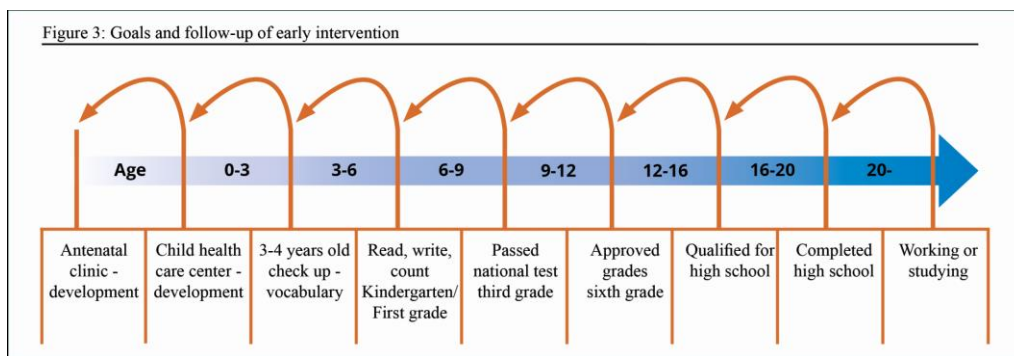 Figure 3: Goals and follow-up of early intervention
Age 0-3 3-6 6-9 9-12 12-16 16-20 20-
Antenatal
clinic -
development
Child health
care center -
development
3-4 years old
check up -
vocabulary
Read, write,
count
Kindergarten/
First grade
Passed
national test
third grade
Approved
grades
sixth grade
Qualified for
high school
Completed
high school
Working or
studying